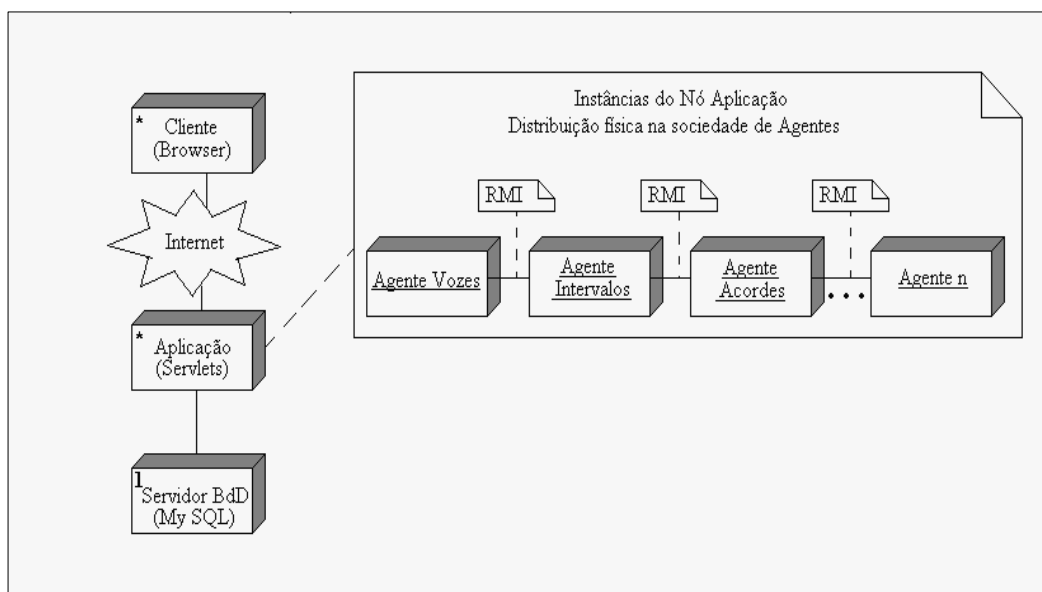 *
Cliente
(Browser)
Internet
*
Aplicação
(Servlets)
1
Servidor BdD
(My SQL)
Instâncias do Nó Aplicação
Distribuição física na sociedade de Agentes
RMI
RMI
RMI
Agente Vozes
Agente
Intervalos
Agente
Acordes
...
Agente n